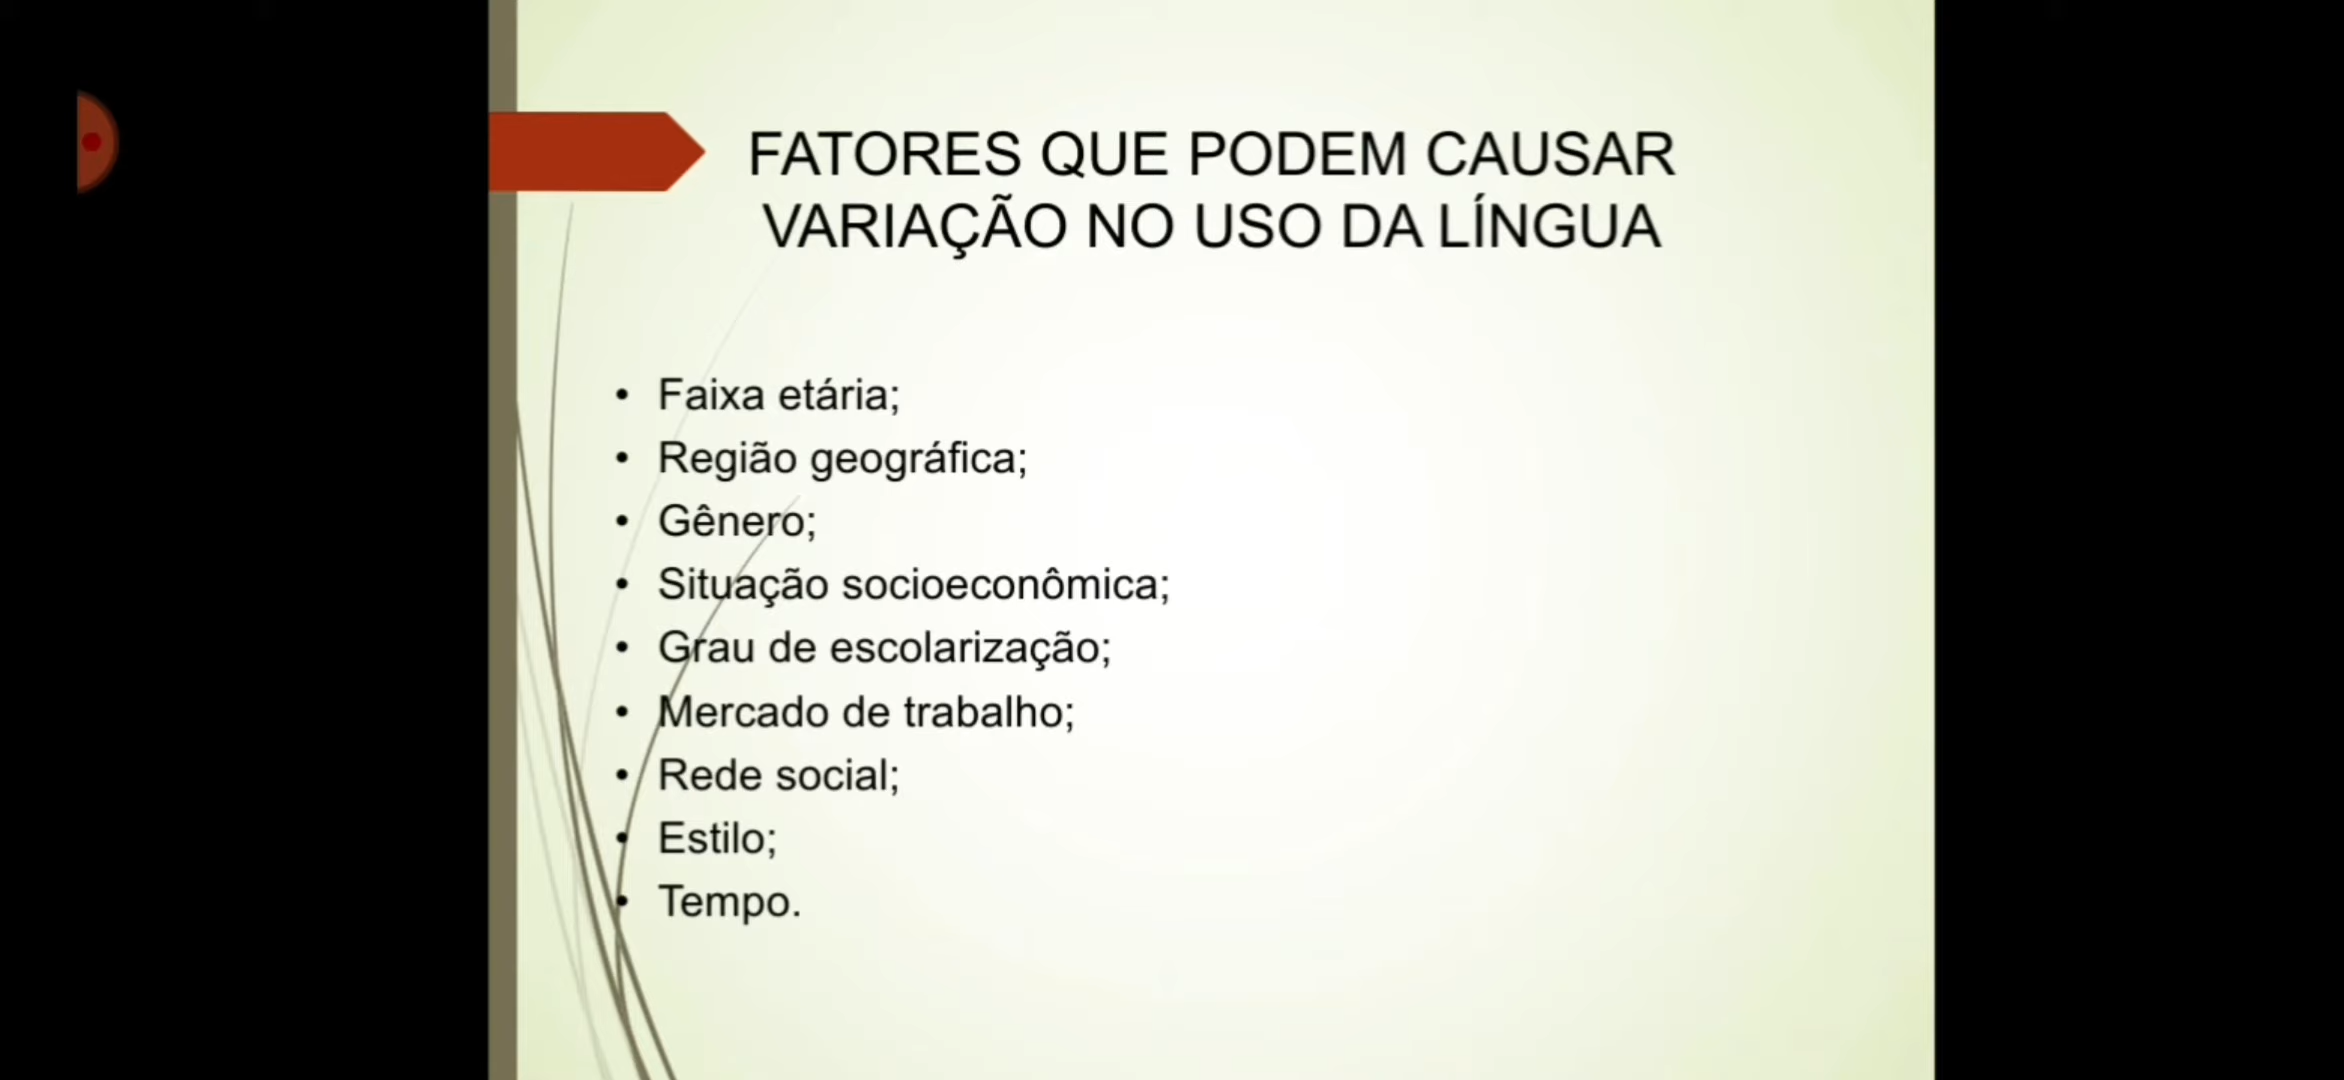 FATORES QUE PODEM CAUSAR
VARIAÇÃO NO USO DA LÍNGUA
• Faixa etária;
• Região geográfica;
• Gênero;
• Situação socioeconômica;
• Grau de escolarização;
• Mercado de trabalho;
• Rede social;
• Estilo;
• Tempo.